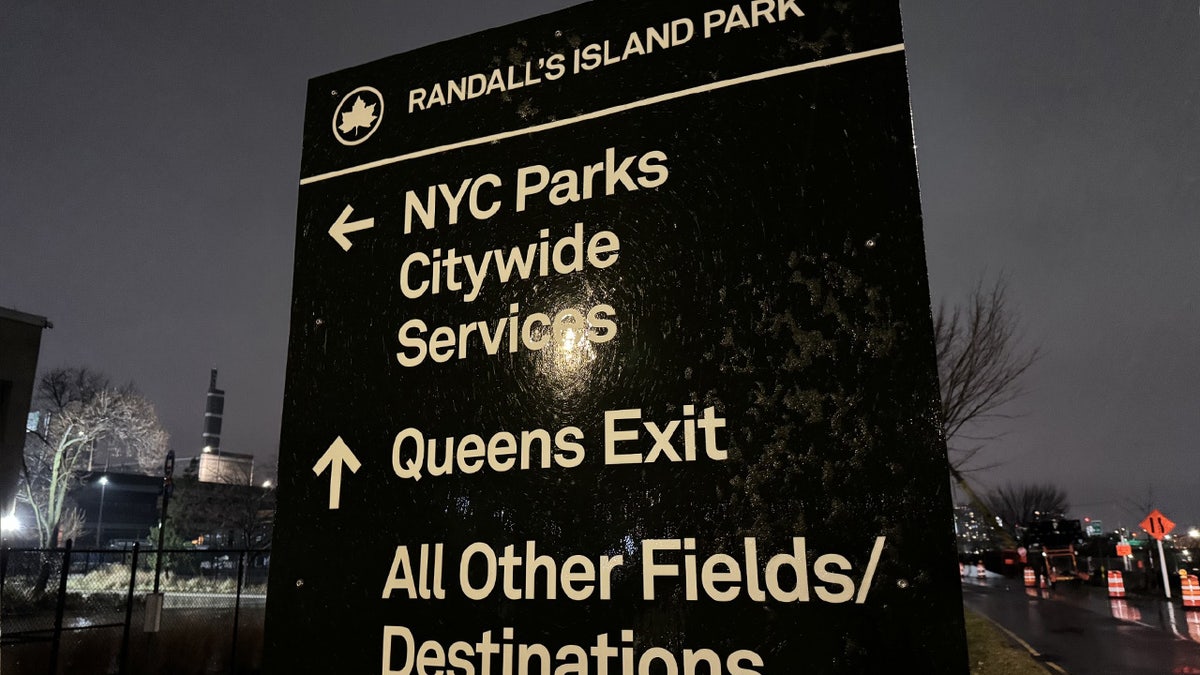 RANDALL'S ISLAND PARK
NYC Parks
Citywide
Services
Queens Exit
All Other Fields/
Destinations